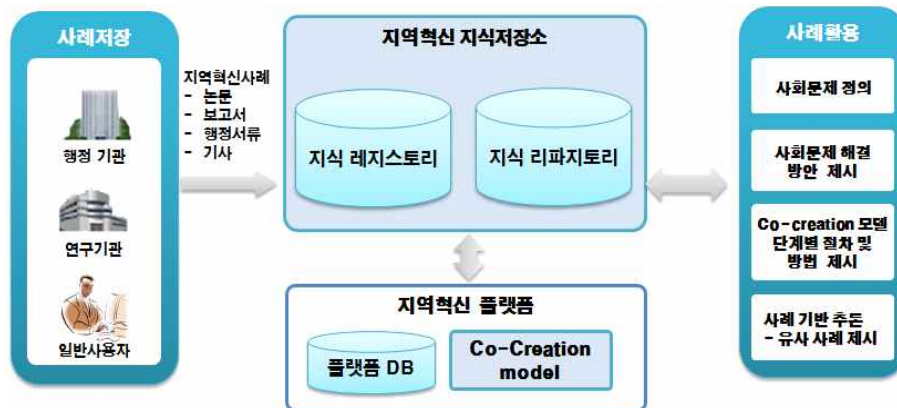 사례저장
행정 기관
연구기관
일반사용자
지역혁신사례
- 논문
- 보고서
- 행정서류
- 기사
지역혁신 지식저장소
지식 레지스토리
지식 리파지토리
지역혁신 플랫폼
플랫폼 DB
Co-Creation
model
사례활용
사회문제 정의
사회문제 해결
방안 제시
Co-creation 모델
단계별 절차 및
방법 제시
사례 기반 추돈
- 유사 사례 제시